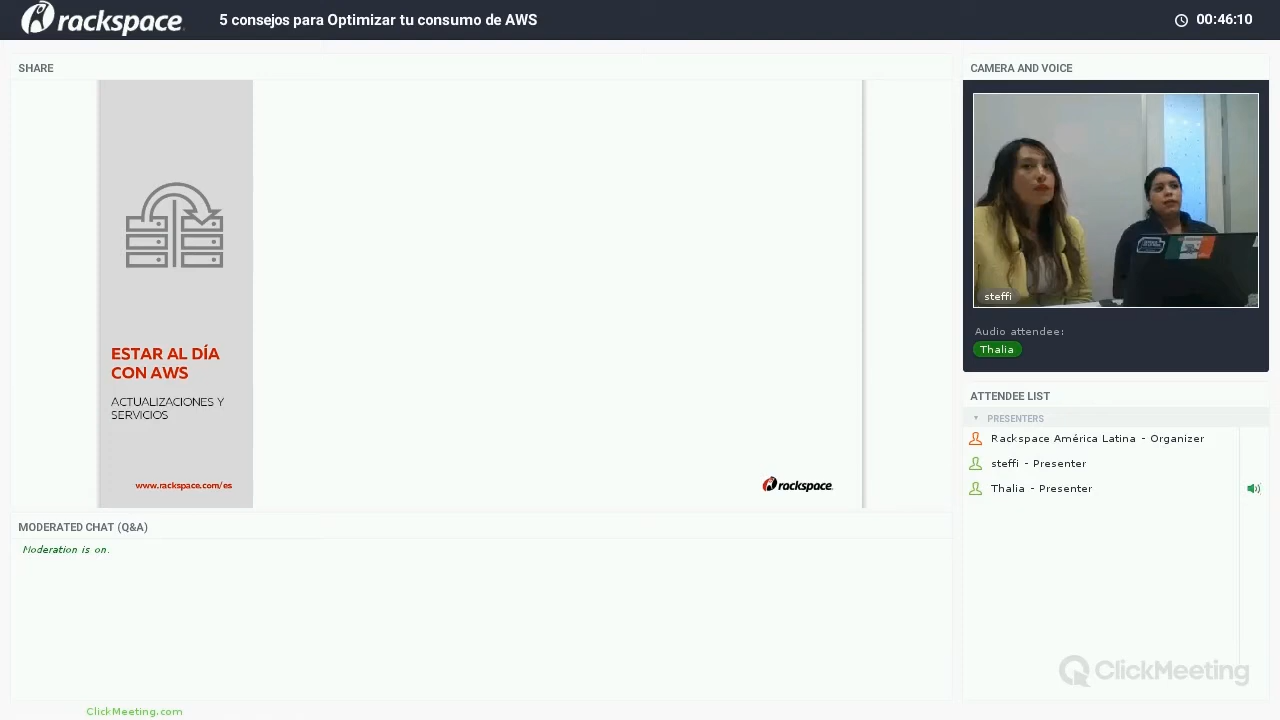 rackspace
5 consejos para Optimizar tu consumo de AWS
00:46:10
SHARE
ESTAR AL DÍA
CON AWS
ACTUALIZACIONES Y
SERVICIOS
www.rackspace.com/es
rackspace
MODERATED CHAT (Q&A)
Moderation is on.
ClickMeeting.com
CAMERA AND VOICE
steffi
Audio attendee:
Thalia
ATTENDEE LIST
PRESENTERS
Rackspace América Latina - Organizer
steffi - Presenter
Thalia - Presenter
ClickMeeting